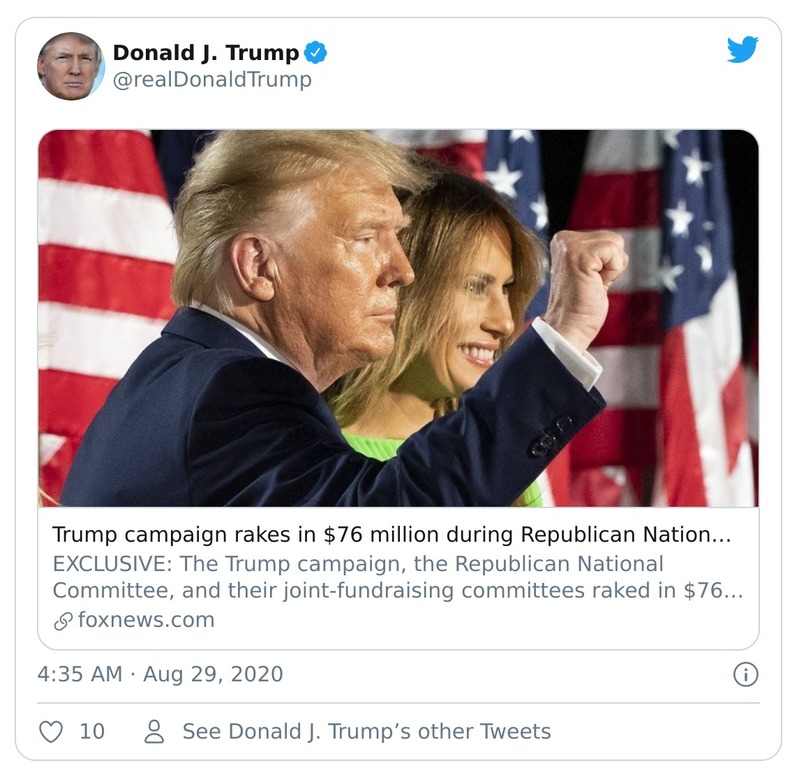 Donald J. Trump
@realDonaldTrump
Trump campaign rakes in $76 million during Republican Nation...
EXCLUSIVE: The Trump campaign, the Republican National
Committee, and their joint-fundraising committees raked in $76...
foxnews.com
4:35 AM · Aug 29, 2020
10
See Donald J. Trump’s other Tweets